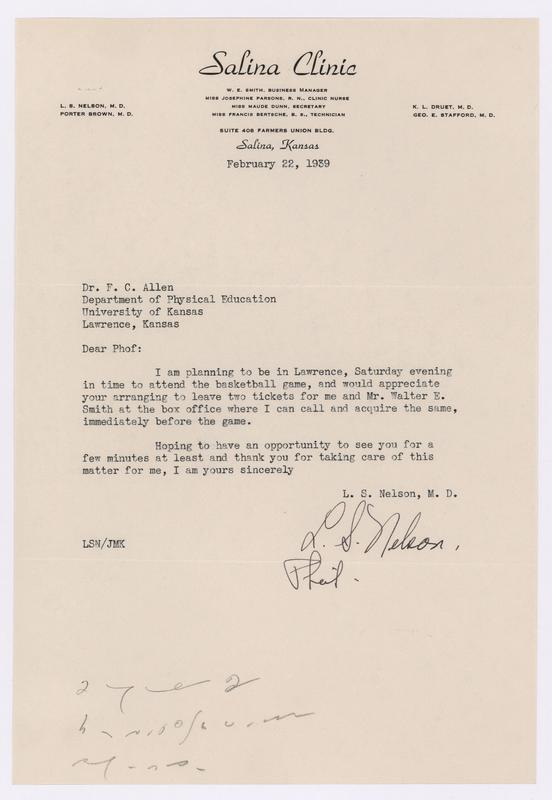 Salina Clinic
W. E. SMITH, BUSINESS MANAGER
MISS JOSEPHINE PARSONS, R. N., CLINIC NURSE
MISS MAUDE DUNN, SECRETARY
MISS FRANCIS BERTSCHE, B. S., TECHNICIAN
L. S. NELSON, M. D.
PORTER BROWN, M. D.
K. L. DRUET, M. D.
GEO. E. STAFFORD, M. D.
SUITE 408 FARMERS UNION BLDG.
Salina, Kansas
February 22, 1939
Dr. F. C. Allen
Department of Physical Education
University of Kansas
Lawrence, Kansas
Dear Phof:
I am planning to be in Lawrence, Saturday evening
in time to attend the basketball game, and would appreciate
your arranging to leave two tickets for me and Mr. Walter E.
Smith at the box office where I can call and acquire the same,
immediately before the game.
Hoping to have an opportunity to see you for a
few minutes at least and thank you for taking care of this
matter for me, I am yours sincerely
L. S. Nelson, M. D.
L. S. Nelson.
LSN/JMK